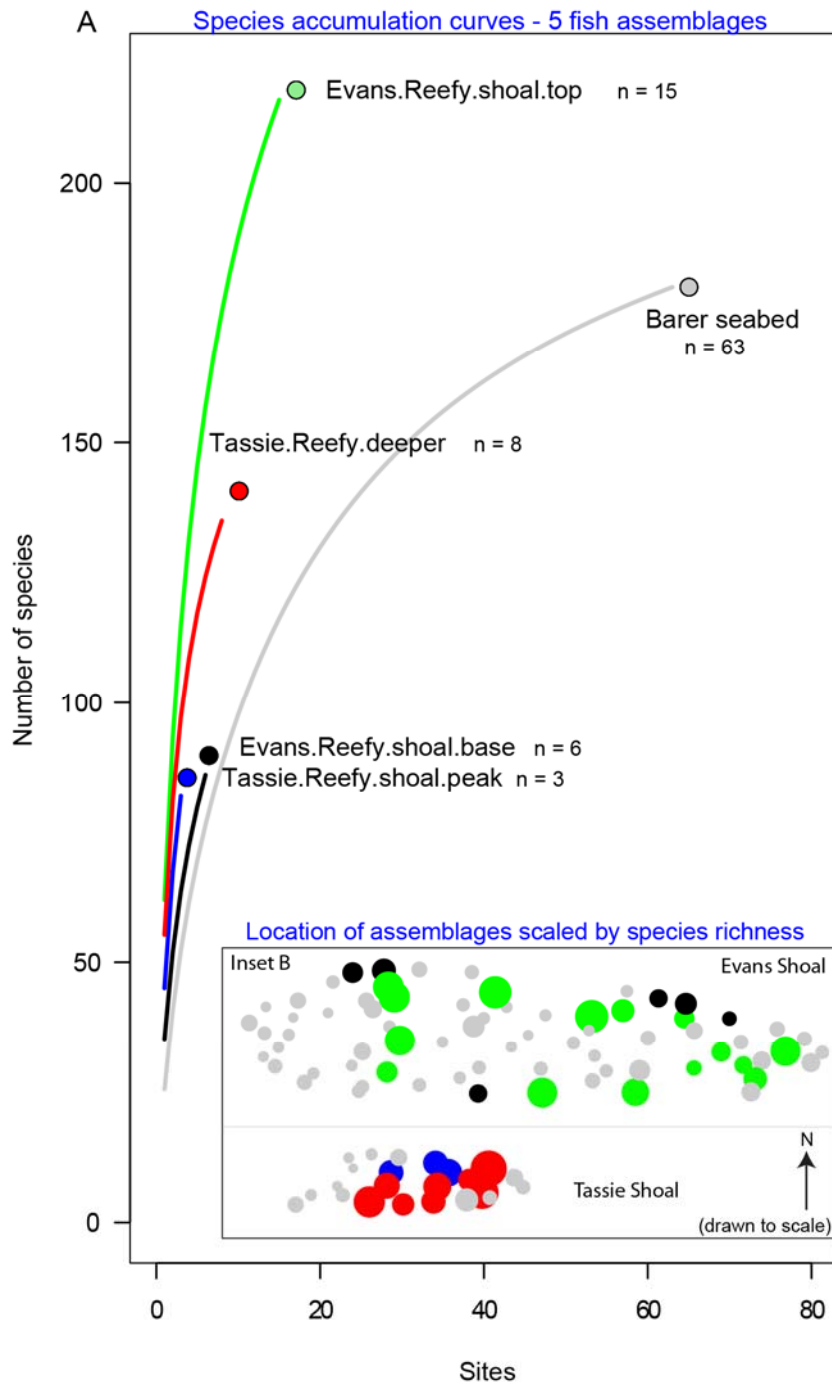 A
Species accumulation curves - 5 fish assemblages
Evans.Reefy.shoal.top n = 15
200
Barer seabed
n = 63
Tassie.Reefy.deeper n = 8
150
Number of species
100
Evans.Reefy.shoal.base n = 6
Tassie.Reefy.shoal.peak n = 3
50
Location of assemblages scaled by species richness
Inset B
Evans Shoal
N
Tassie Shoal
(drawn to scale)
0
0 20 40 60 80
Sites